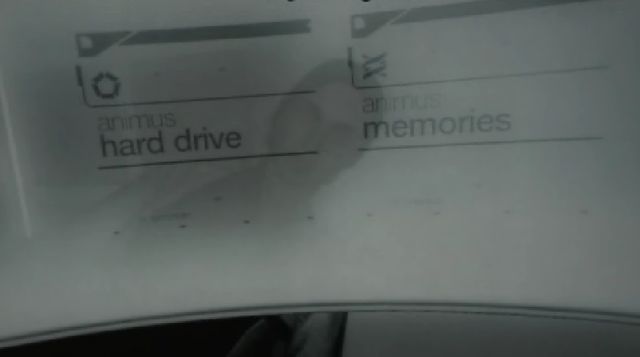 animus
hard drive
animus
memories